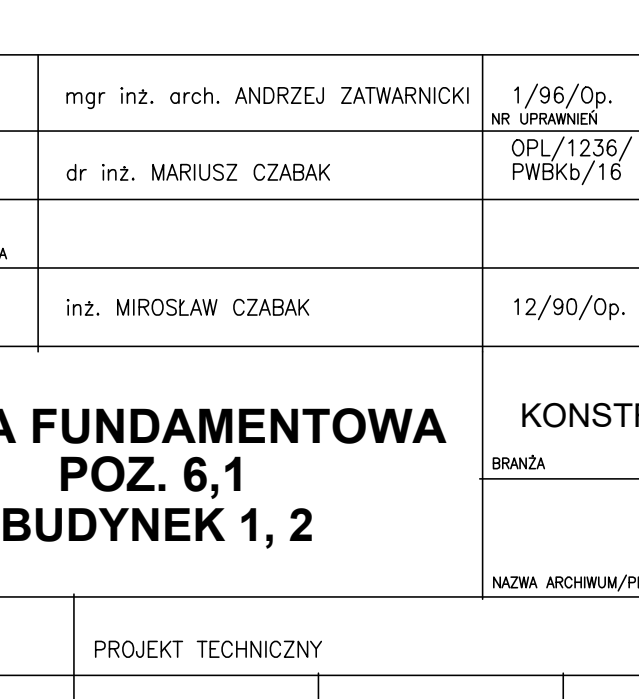 mgr inż. arch. ANDRZEJ ZATWARNICKI
1/96/Op.
NR UPRAWNIEŃ
dr inż. MARIUSZ CZABAK
OPL/1236/
PWBKb/16
A
inż. MIROSŁAW CZABAK
12/90/Op.
A FUNDAMENTOWA
POZ. 6,1
BUDYNEK 1, 2
KONST
BRANŻA
NAZWA ARCHIWUM/
PROJEKT TECHNICZNY